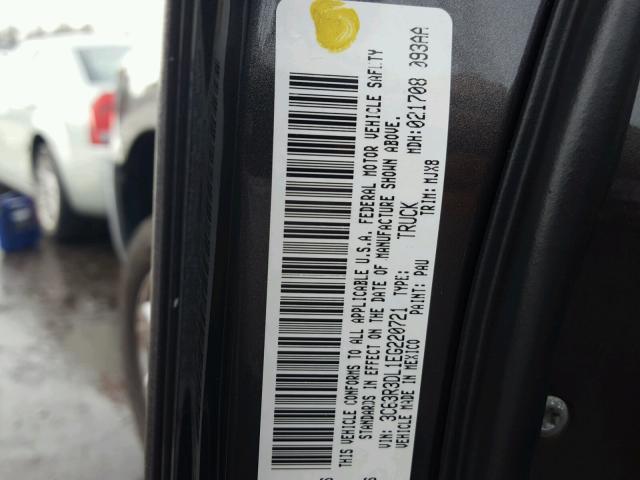 THIS VEHICLE CONFORMS TO ALL APPLICABLE U.S.A. FEDERAL MOTOR VEHICLE SAFETY
STANDARDS IN EFFECT ON THE DATE OF MANUFACTURE SHOWN ABOVE.
VIN: 3C63R3DL1EG220721 TYPE: TRUCK MDH:021708 093AA
VEHICLE MADE IN MEXICO PAINT: PAU TRIM: MJX8